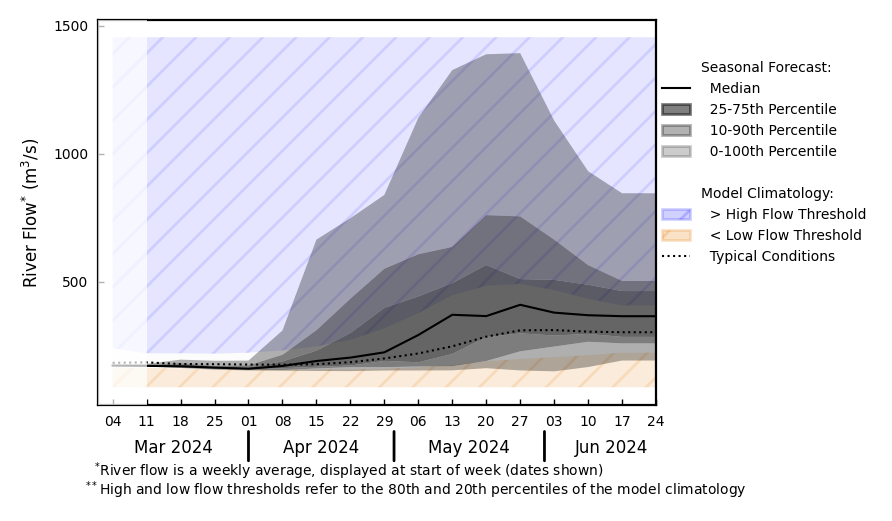 1500
1000
500
River Flow* (m³/s)
04 11 18 25 01 08 15 22 29 06 13 20 27 03 10 17 24
Mar 2024 Apr 2024 May 2024 Jun 2024
*River flow is a weekly average, displayed at start of week (dates shown)
**High and low flow thresholds refer to the 80th and 20th percentiles of the model climatology
Seasonal Forecast:
Median
25-75th Percentile
10-90th Percentile
0-100th Percentile
Model Climatology:
> High Flow Threshold
< Low Flow Threshold
Typical Conditions